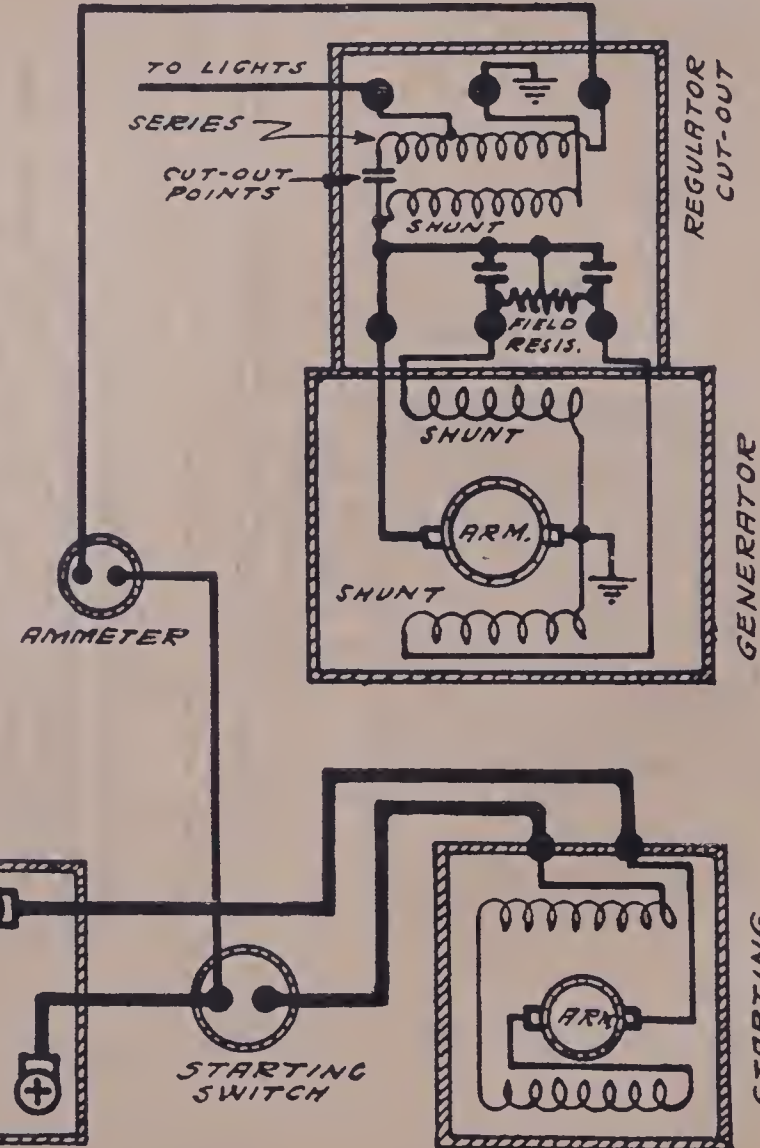 TO LIGHTS
SERIES
CUT-OUT
POINTS
SHUNT
REGULATOR
CUT-OUT
FIELD
RESIS.
SHUNT
ARM.
SHUNT
GENERATOR
AMMETER
STARTING
SWITCH
+
ARM
STARTING